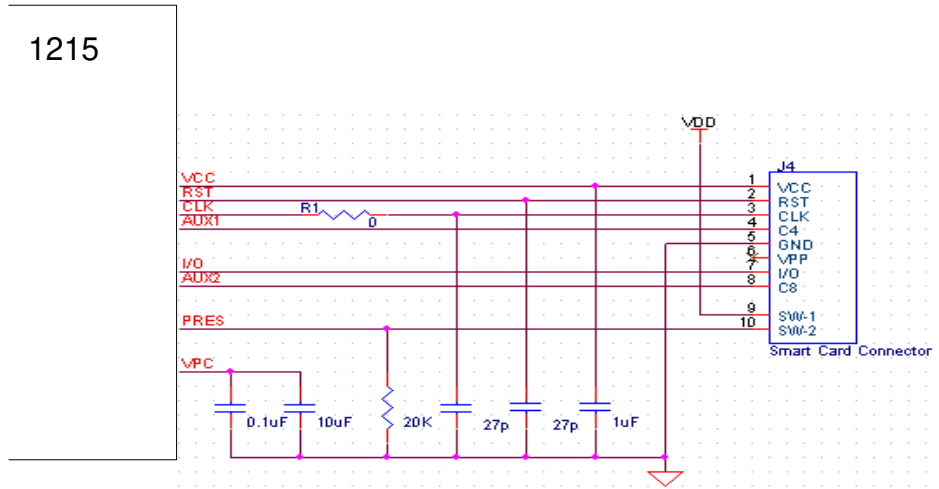 1215
VDD
J4
VCC 1 VCC
RST 2 RST
CLK R1 0 3 CLK
AUX1 4 C4
5 GND
6 VPP
I/O 7 I/O
AUX2 8 C8
9 SW-1
PRES 10 SW-2
Smart Card Connector
VPC
0.1uF 10uF 20K 27p 27p 1uF